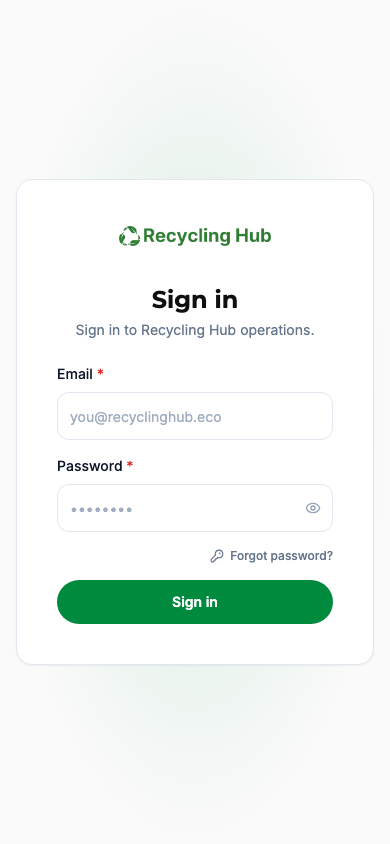 Recycling Hub
Sign in
Sign in to Recycling Hub operations.
Email *
you@recyclinghub.eco
Password *
••••••••
Forgot password?
Sign in